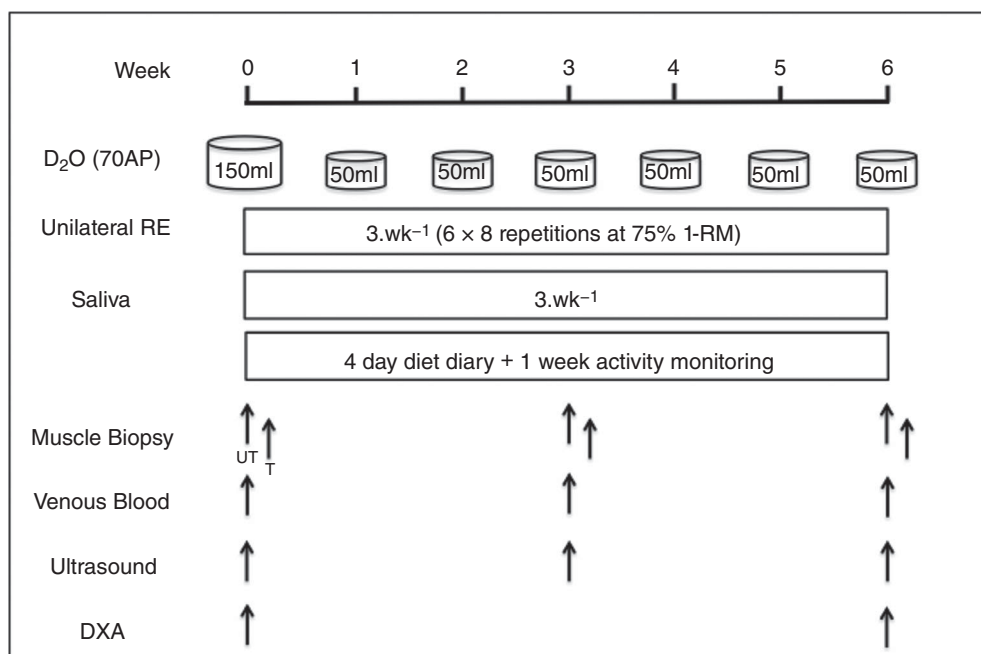 Week 0 1 2 3 4 5 6
D₂O (70AP) 150ml 50ml 50ml 50ml 50ml 50ml 50ml
Unilateral RE 3.wk⁻¹ (6 × 8 repetitions at 75% 1-RM)
Saliva 3.wk⁻¹
4 day diet diary + 1 week activity monitoring
Muscle Biopsy
UT T
Venous Blood
Ultrasound
DXA